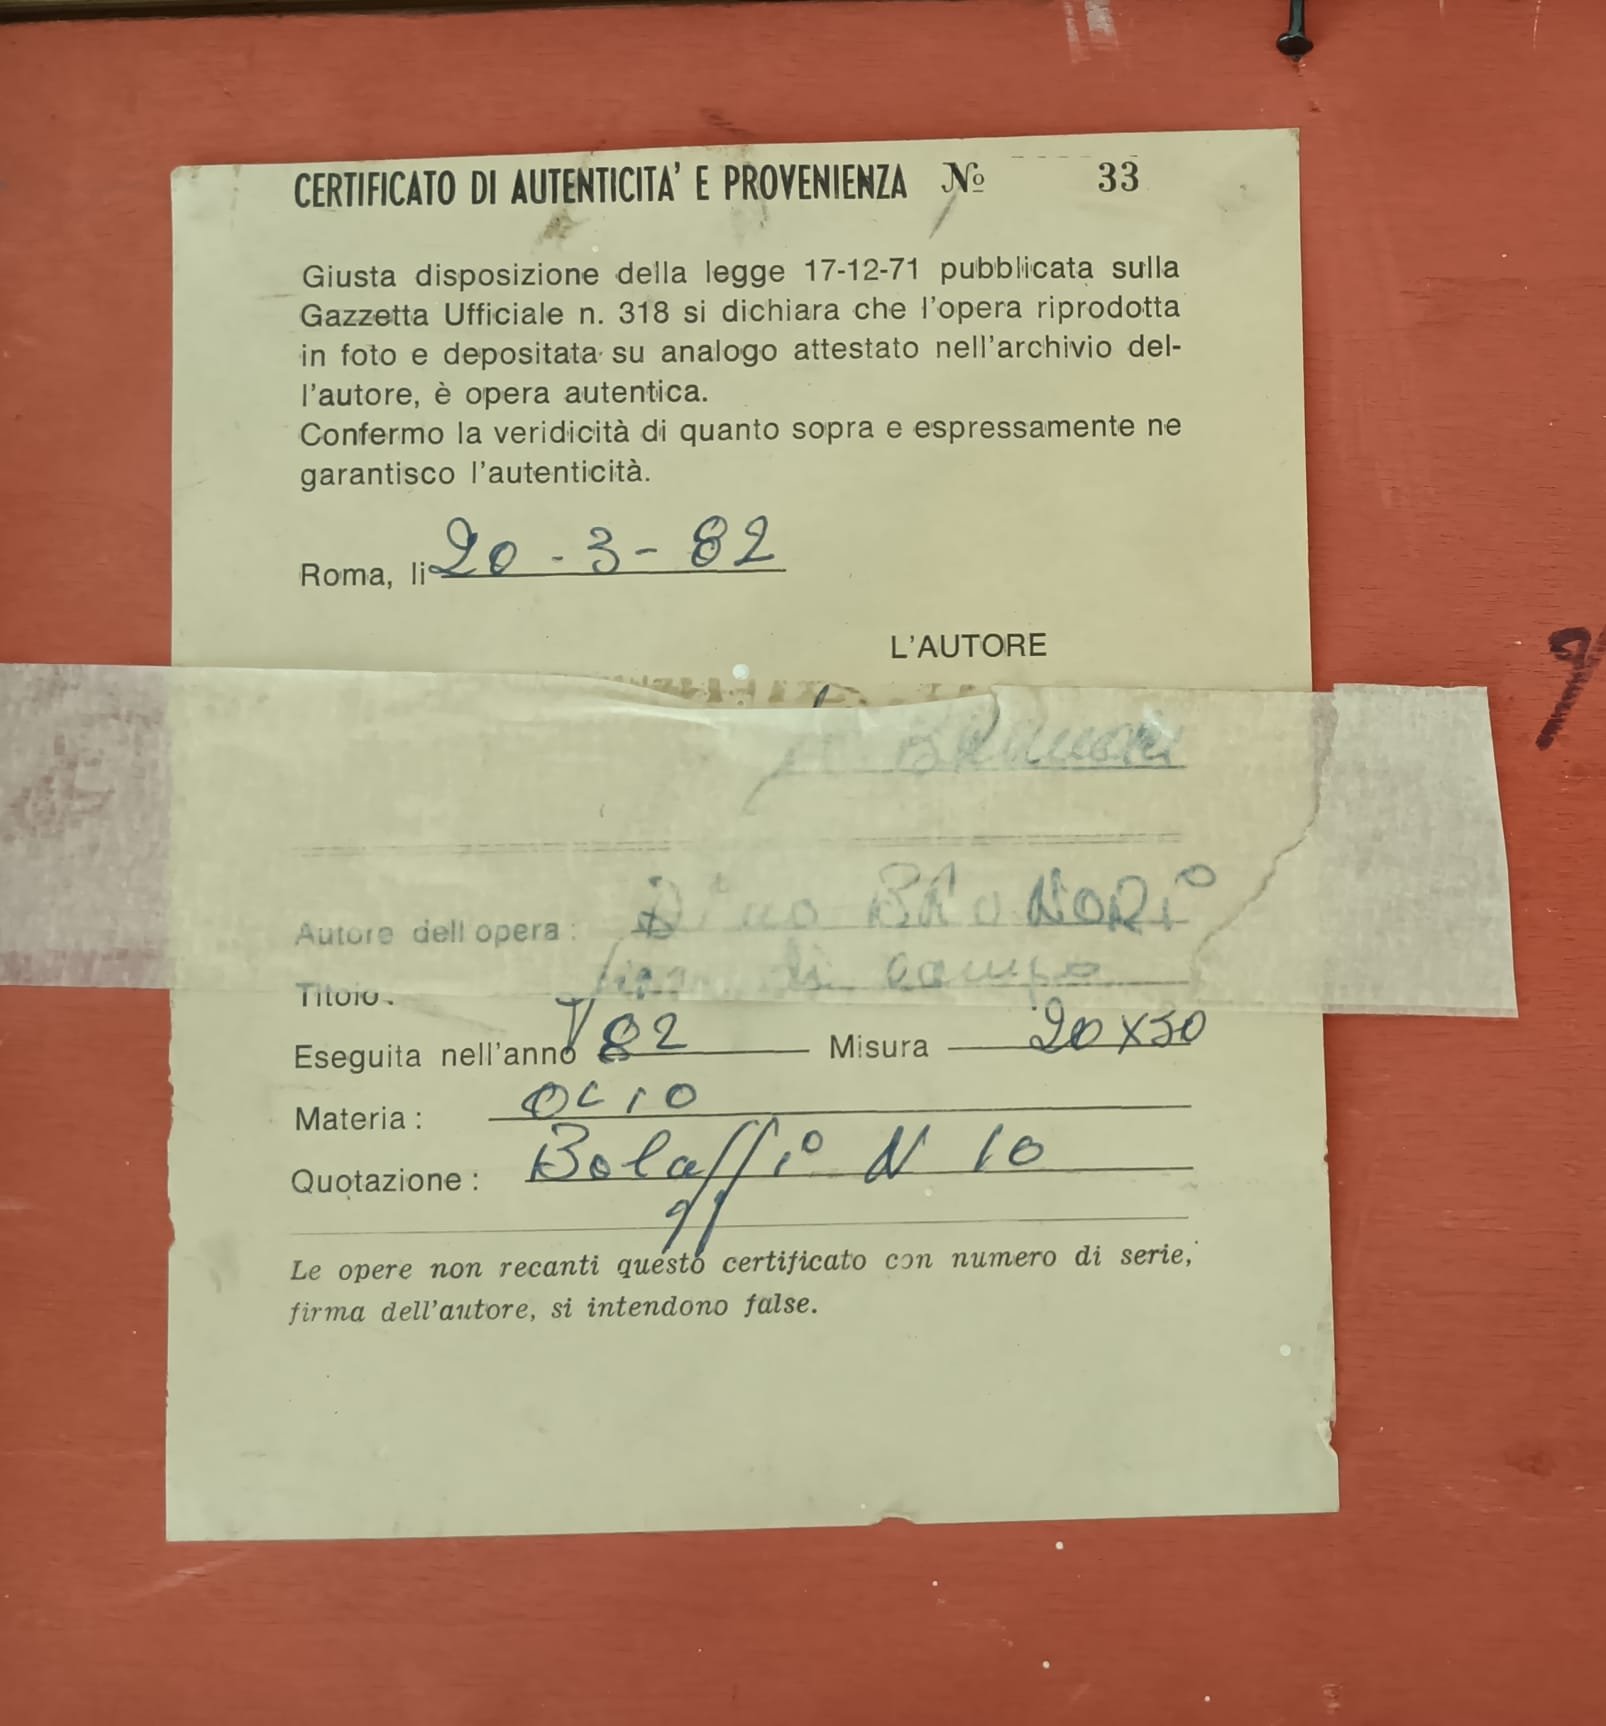 CERTIFICATO DI AUTENTICITA' E PROVENIENZA Nº 33
Giusta disposizione della legge 17-12-71 pubblicata sulla
Gazzetta Ufficiale n. 318 si dichiara che l'opera riprodotta
in foto e depositata su analogo attestato nell'archivio del-
l'autore, è opera autentica.
Confermo la veridicità di quanto sopra e espressamente ne
garantisco l'autenticità.
Roma, li 20-3-82
L'AUTORE
Autore dell'opera: Dino BRUNORI
Titolo: di campo
Eseguita nell'anno 82 Misura 20x30
Materia: OLIO
Quotazione: Bolaffi N 10
Le opere non recanti questo certificato con numero di serie,
firma dell'autore, si intendono false.